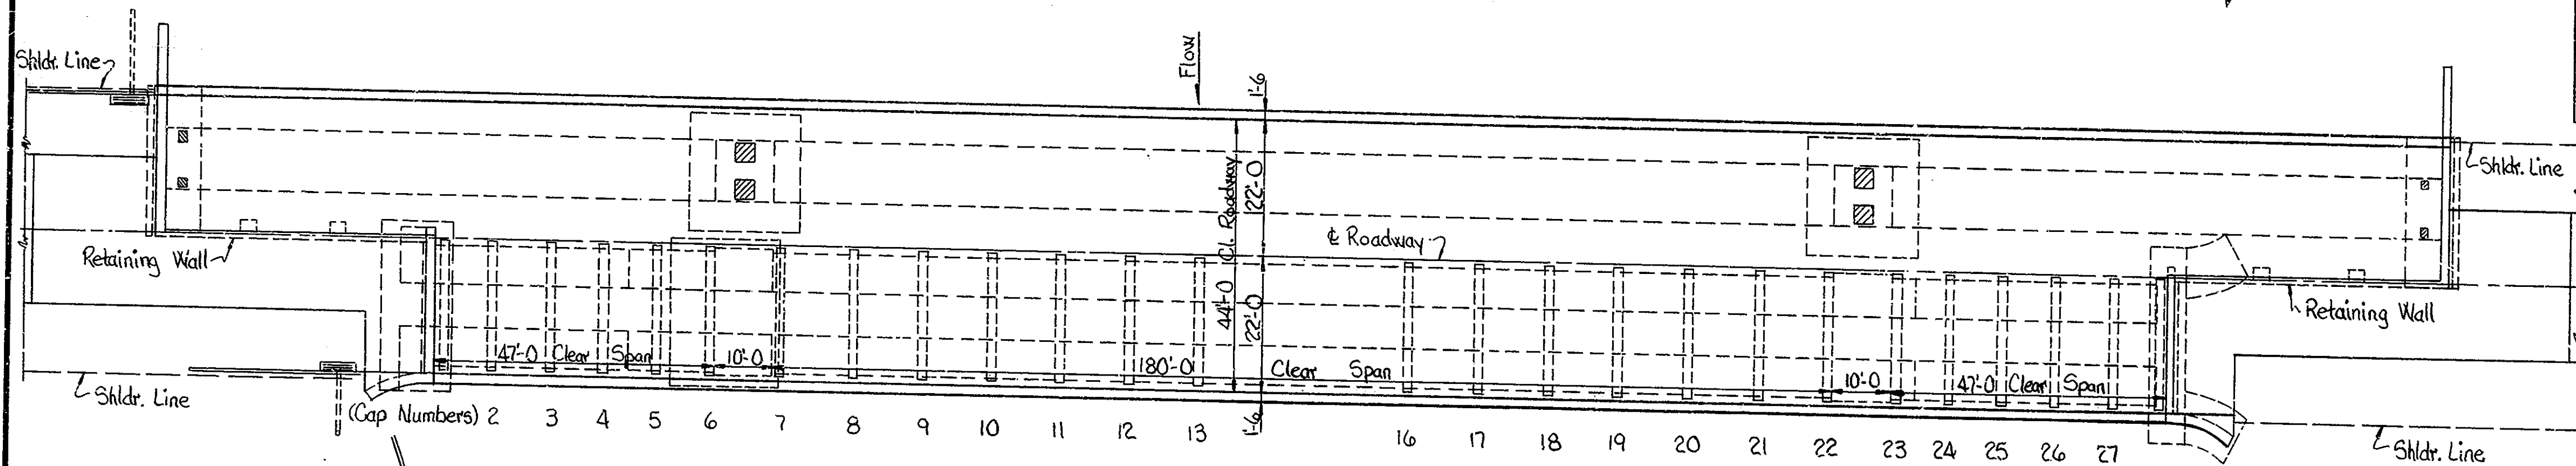 Shldr. Line
Flow
1'-6
Cl. Roadway
22'-0
Shldr. Line
Retaining Wall
℄ Roadway
44'-0
22'-0
Retaining Wall
47'-0 Clear Span
10'-0
180'-0 Clear Span
10'-0
47'-0 Clear Span
Shldr. Line
(Cap Numbers) 2 3 4 5 6 7 8 9 10 11 12 13 16 17 18 19 20 21 22 23 24 25 26 27
1'-6
Shldr. Line